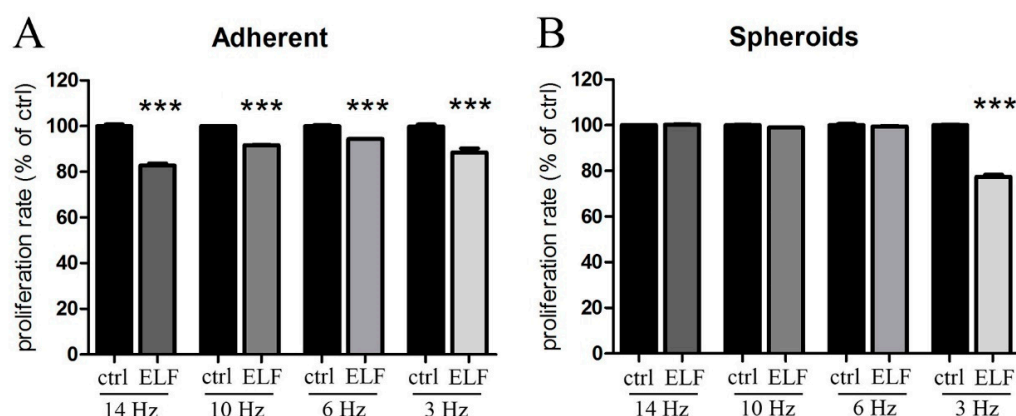 A
Adherent
proliferation rate (% of ctrl)
120
100
80
60
40
20
0
*** *** *** ***
ctrl ELF ctrl ELF ctrl ELF ctrl ELF
14 Hz 10 Hz 6 Hz 3 Hz
B
Spheroids
proliferation rate (% of ctrl)
120
100
80
60
40
20
0
***
ctrl ELF ctrl ELF ctrl ELF ctrl ELF
14 Hz 10 Hz 6 Hz 3 Hz